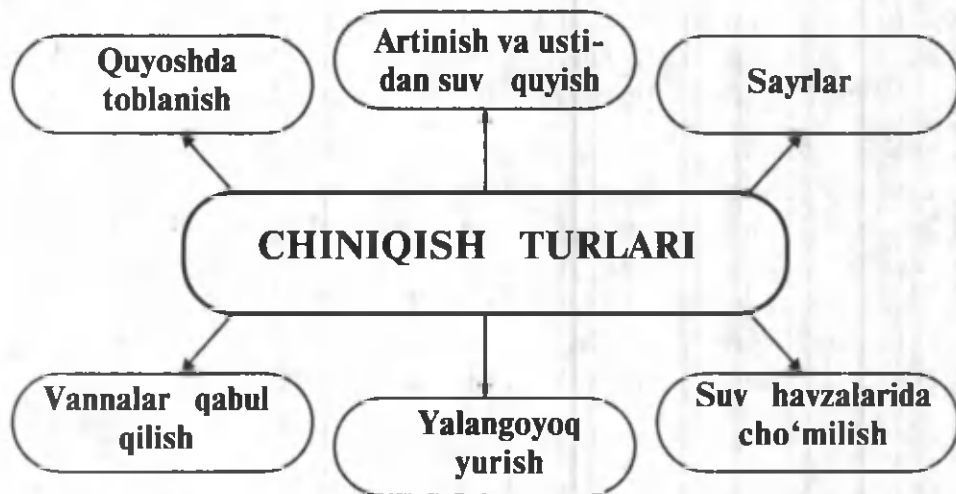 Quyoshda
toblanish
Artinish va usti-
dan suv quyish
Sayrlar
CHINIQISH TURLARI
Vannalar qabul
qilish
Yalangoyoq
yurish
Suv havzalarida
cho‘milish